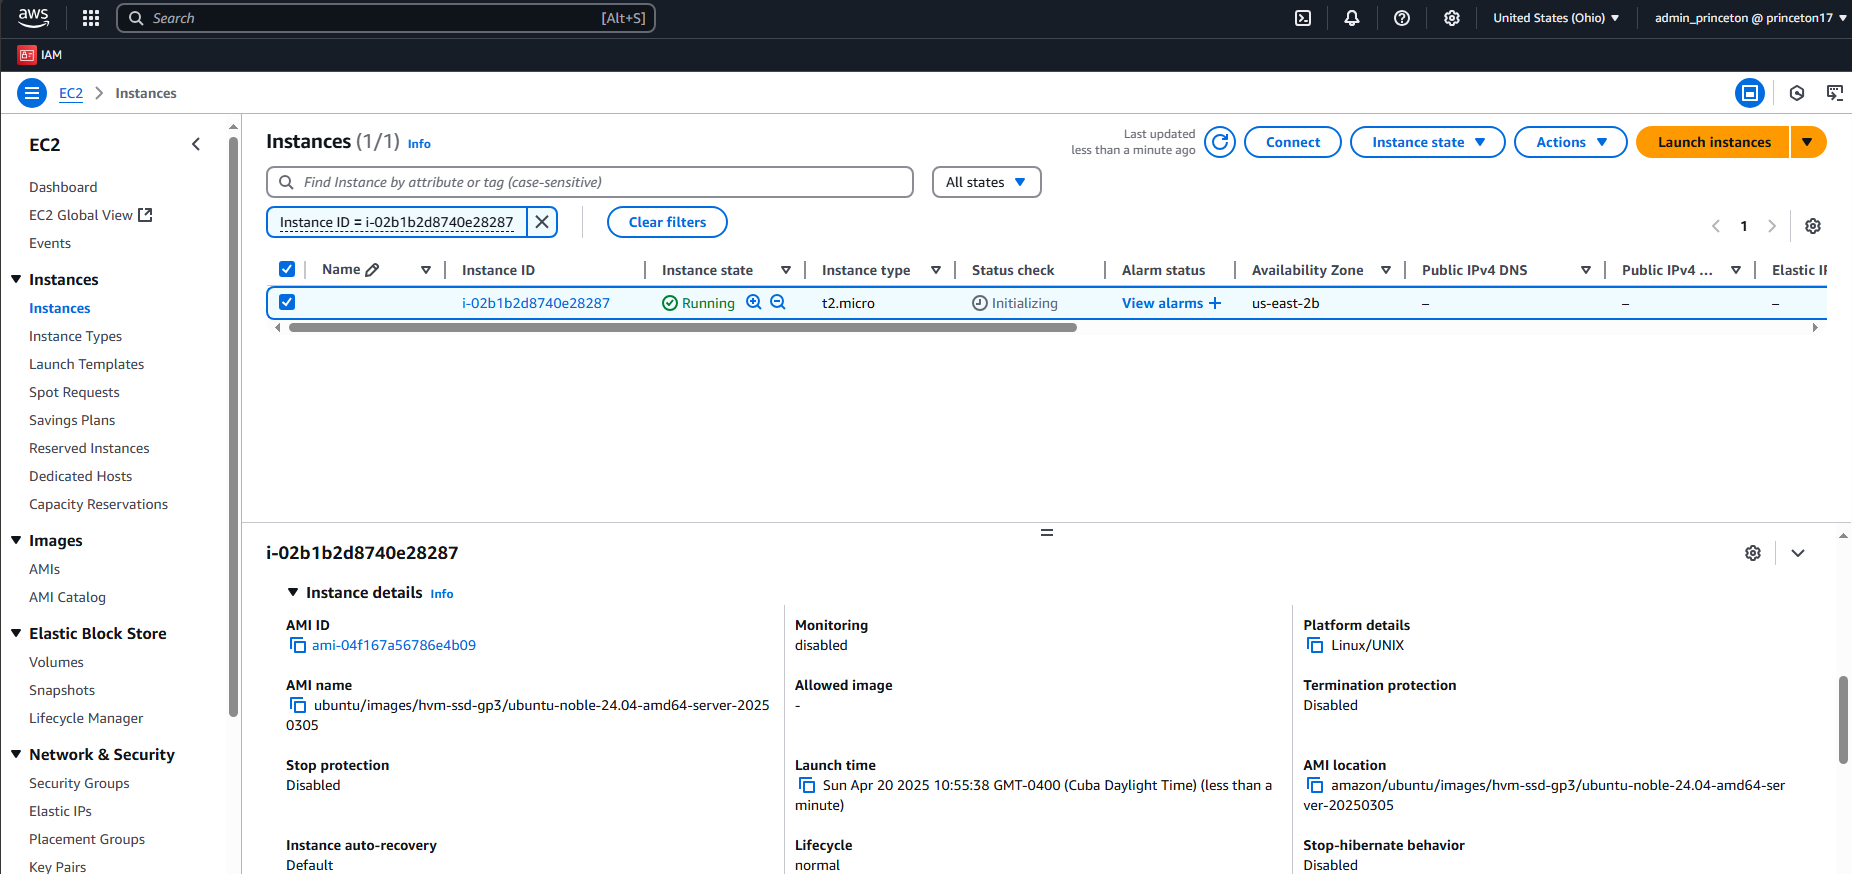 aws
Search
[Alt+S]
United States (Ohio)
admin_princeton @ princeton17
IAM
EC2
Instances
EC2
Dashboard
EC2 Global View
Events
Instances
Instances
Instance Types
Launch Templates
Spot Requests
Savings Plans
Reserved Instances
Dedicated Hosts
Capacity Reservations
Images
AMIs
AMI Catalog
Elastic Block Store
Volumes
Snapshots
Lifecycle Manager
Network & Security
Security Groups
Elastic IPs
Placement Groups
Key Pairs
Instances (1/1) Info
Last updated
less than a minute ago
Connect
Instance state
Actions
Launch instances
Find Instance by attribute or tag (case-sensitive)
All states
Instance ID = i-02b1b2d8740e28287
Clear filters
1
Name
Instance ID
Instance state
Instance type
Status check
Alarm status
Availability Zone
Public IPv4 DNS
Public IPv4 ...
Elastic IP
i-02b1b2d8740e28287
Running
t2.micro
Initializing
View alarms +
us-east-2b
–
–
–
i-02b1b2d8740e28287
Instance details Info
AMI ID
ami-04f167a56786e4b09
AMI name
ubuntu/images/hvm-ssd-gp3/ubuntu-noble-24.04-amd64-server-2025
0305
Stop protection
Disabled
Instance auto-recovery
Default
Monitoring
disabled
Allowed image
-
Launch time
Sun Apr 20 2025 10:55:38 GMT-0400 (Cuba Daylight Time) (less than a
minute)
Lifecycle
normal
Platform details
Linux/UNIX
Termination protection
Disabled
AMI location
amazon/ubuntu/images/hvm-ssd-gp3/ubuntu-noble-24.04-amd64-ser
ver-20250305
Stop-hibernate behavior
Disabled